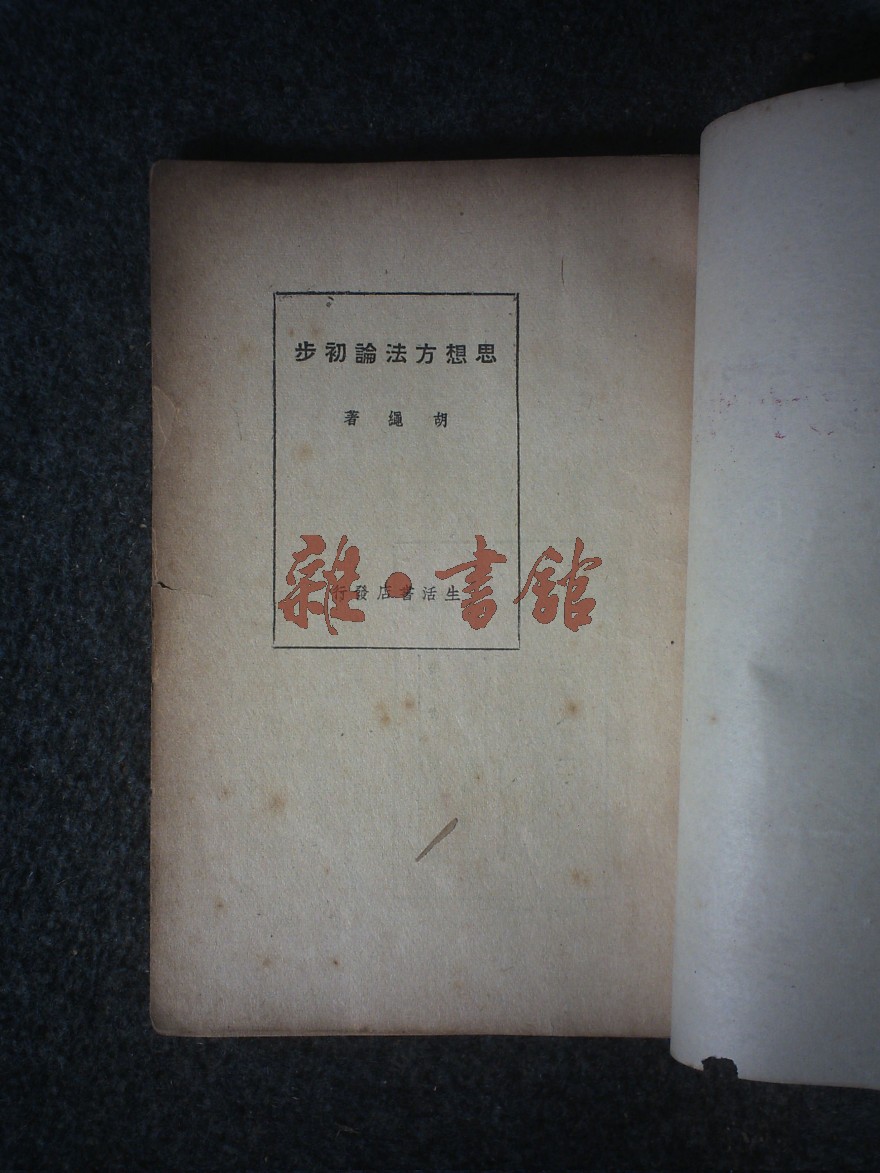 思想方法論初步
胡繩著
生活書店發行
雜·書館